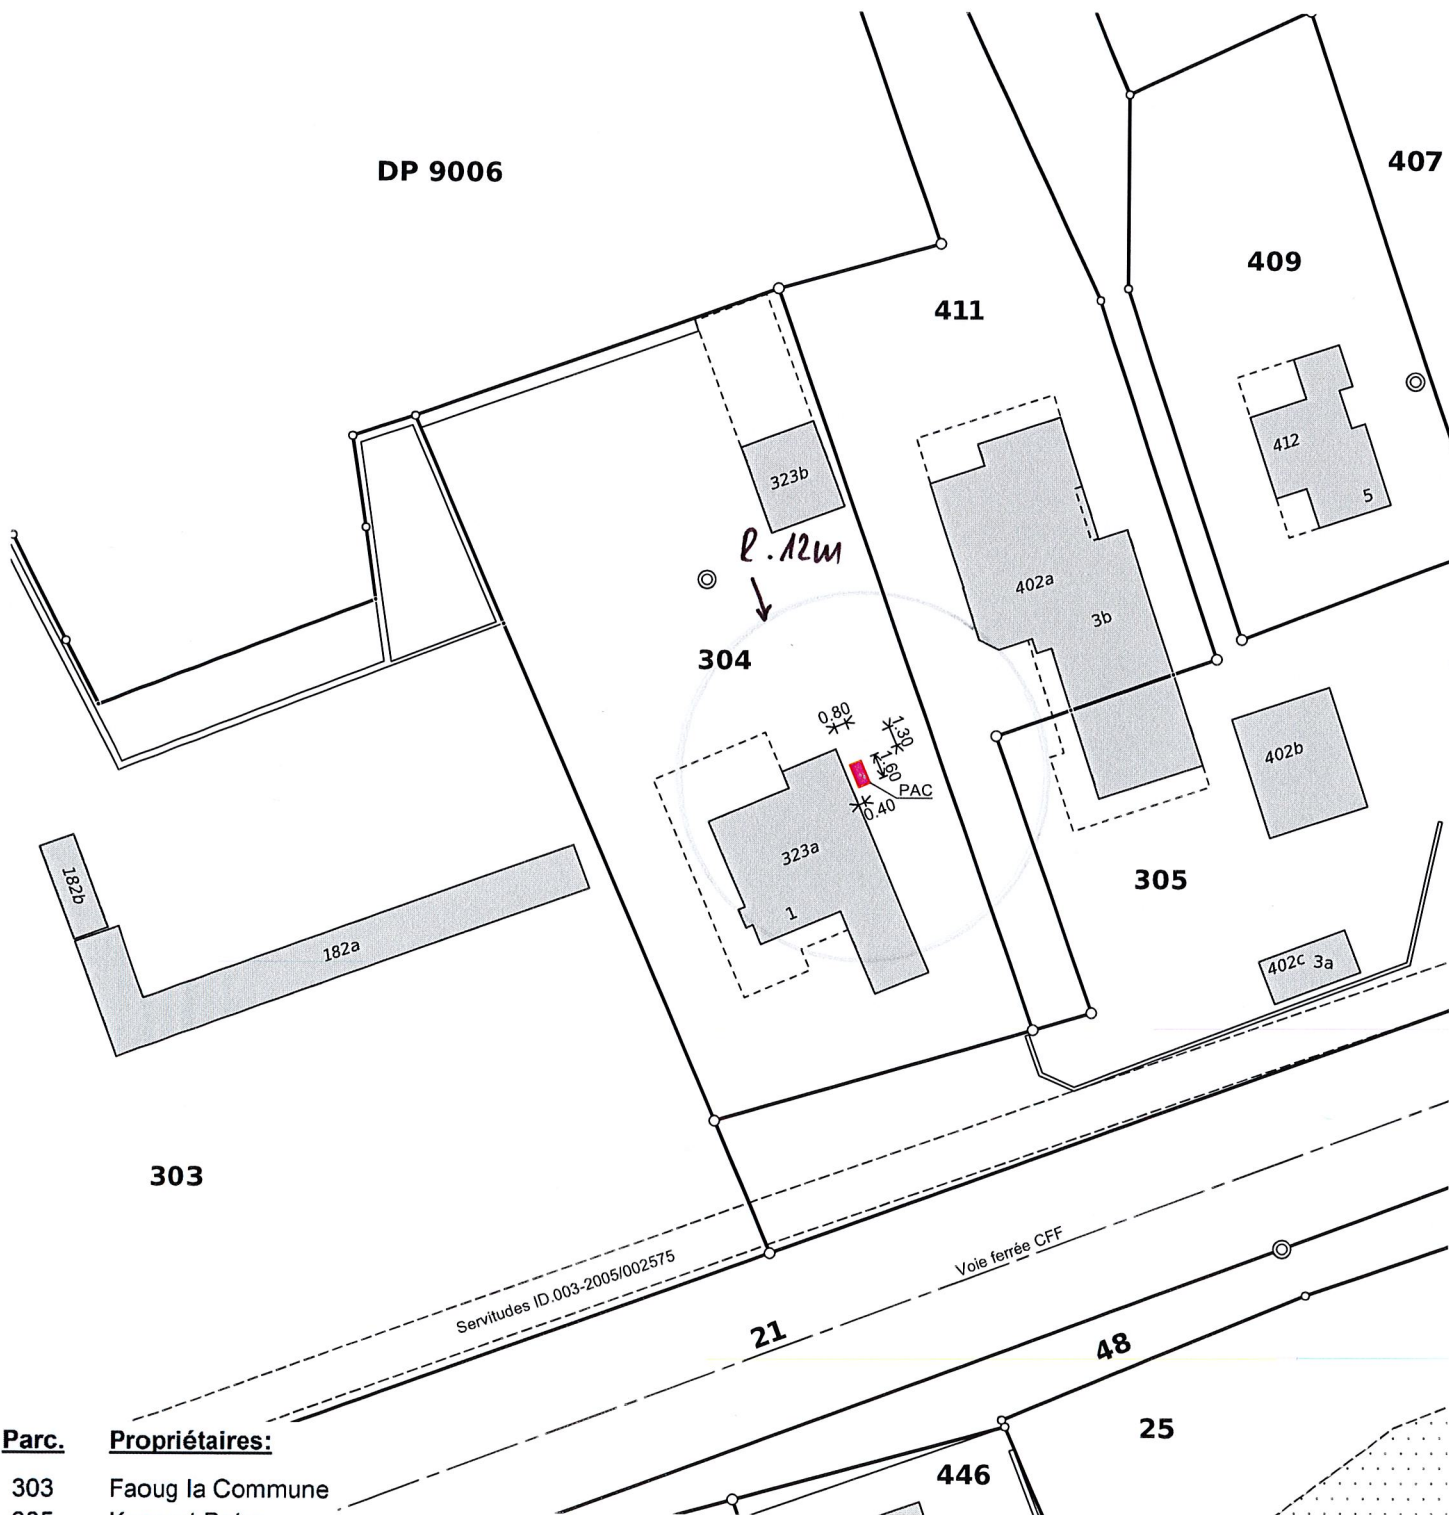 DP 9006
407
409
411
412
5
323b
R. 12m
402a
3b
304
0.80
1.30
1.60
PAC
0.40
402b
323a
1
182b
305
182a
402c 3a
303
Servitudes ID.003-2005/002575
Voie ferrée CFF
21
48
25
446
Parc. Propriétaires:
303 Faoug la Commune